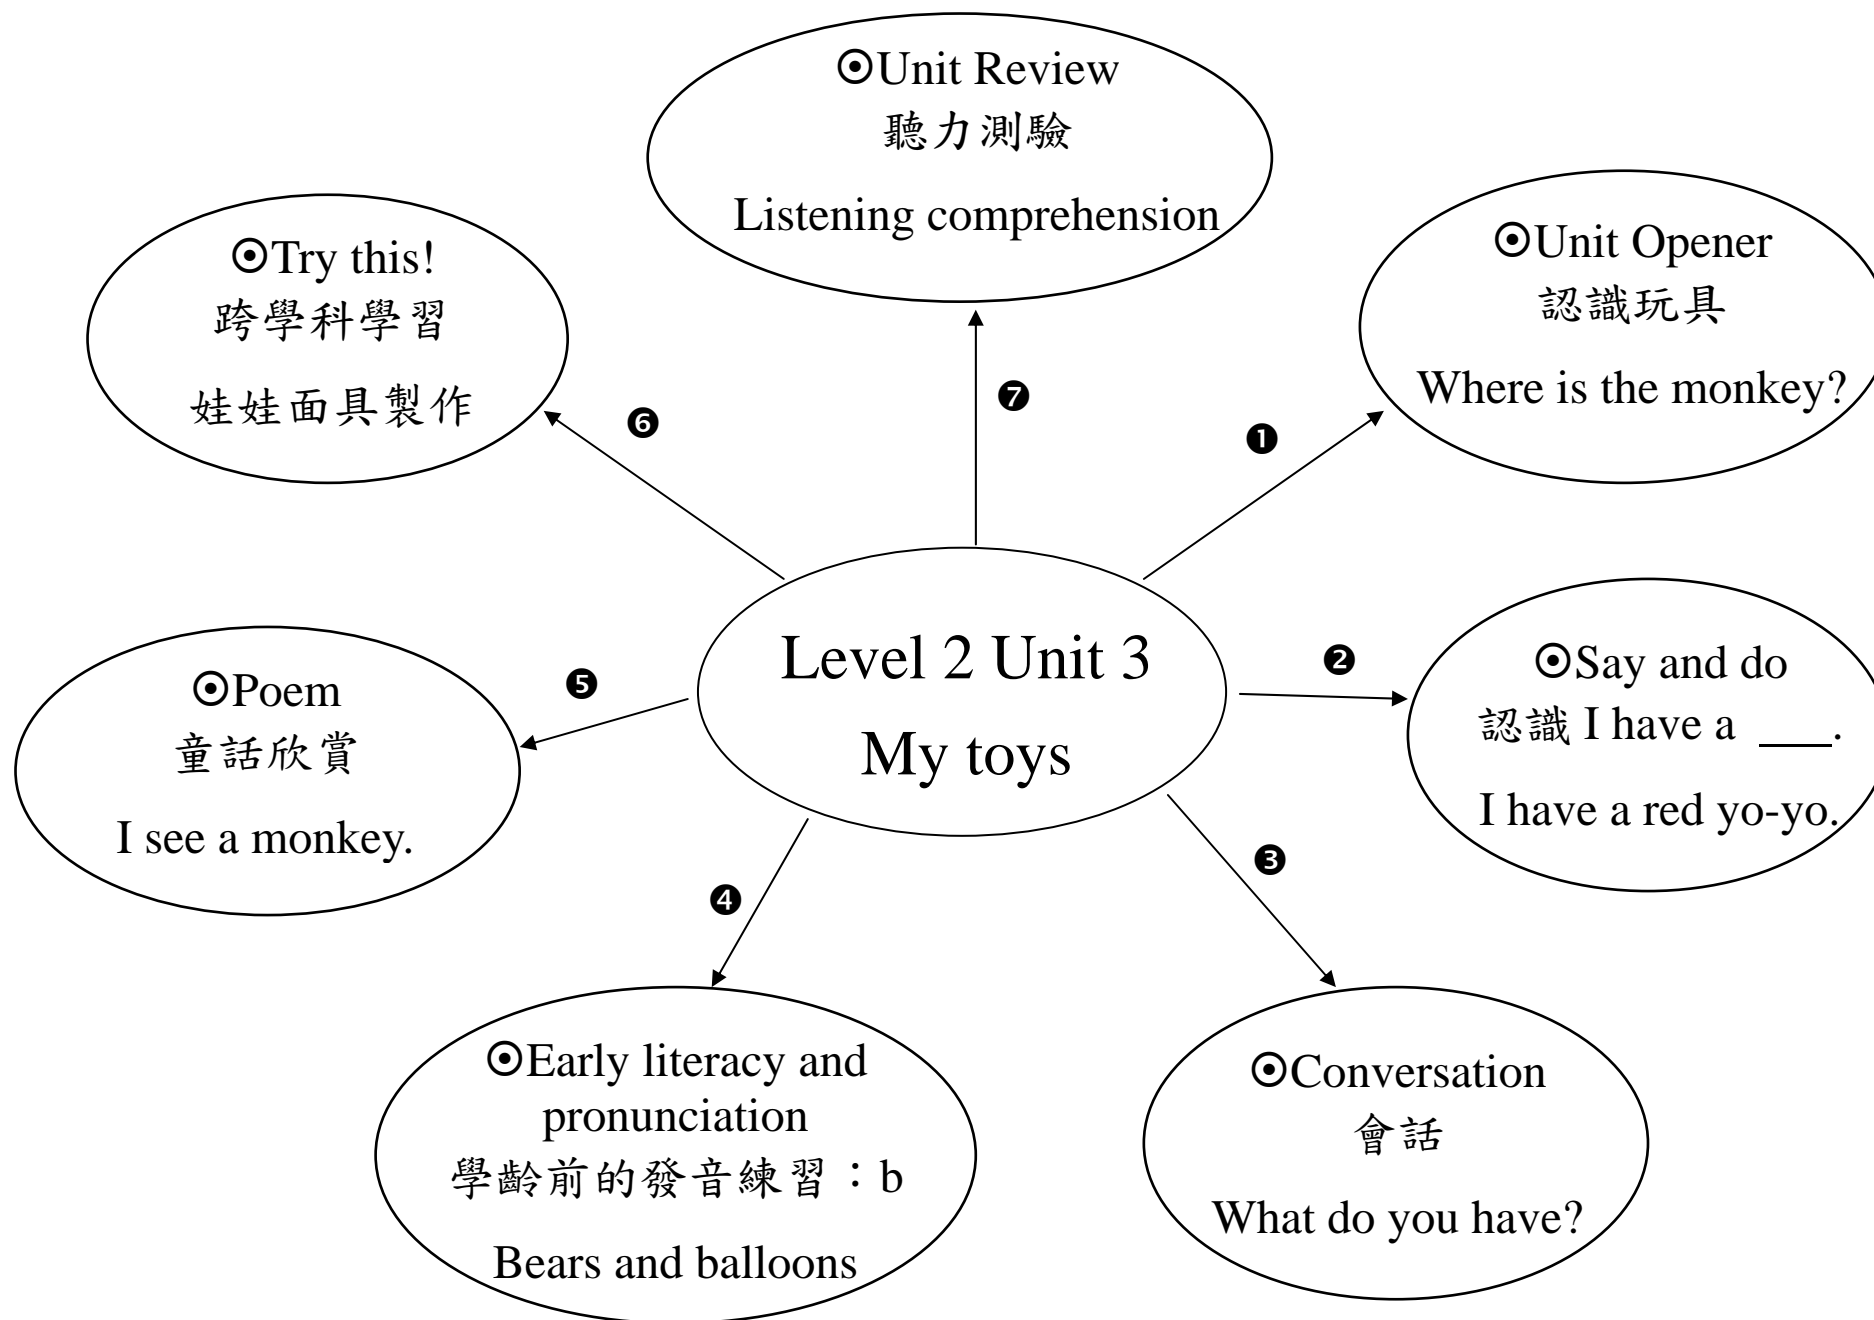 Level 2 Unit 3
My toys
❶
⊙Unit Opener
認識玩具
Where is the monkey?
❷
⊙Say and do
認識 I have a ___.
I have a red yo-yo.
❸
⊙Conversation
會話
What do you have?
❹
⊙Early literacy and
pronunciation
學齡前的發音練習：b
Bears and balloons
❺
⊙Poem
童話欣賞
I see a monkey.
❻
⊙Try this!
跨學科學習
娃娃面具製作
❼
⊙Unit Review
聽力測驗
Listening comprehension